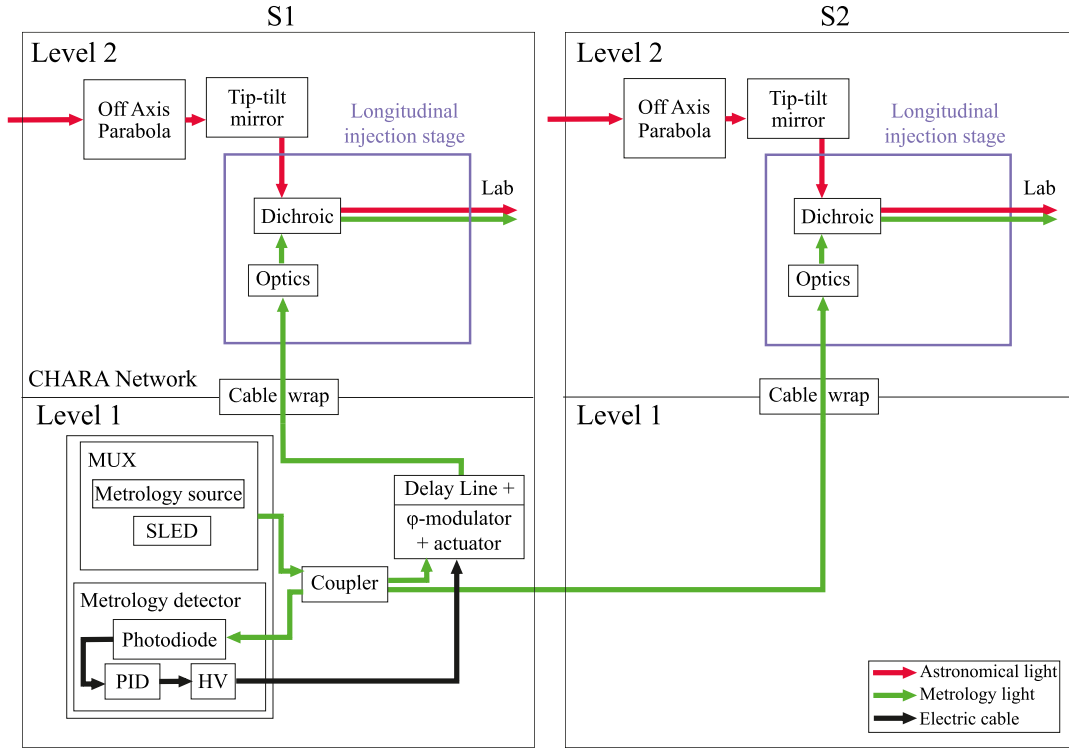 S1
Level 2
Off Axis
Parabola
Tip-tilt
mirror
Longitudinal
injection stage
Lab
Dichroic
Optics
CHARA Network
Cable wrap
Level 1
MUX
Metrology source
SLED
Delay Line +
φ-modulator
+ actuator
Coupler
Metrology detector
Photodiode
PID
HV
S2
Level 2
Off Axis
Parabola
Tip-tilt
mirror
Longitudinal
injection stage
Lab
Dichroic
Optics
Cable wrap
Level 1
Astronomical light
Metrology light
Electric cable